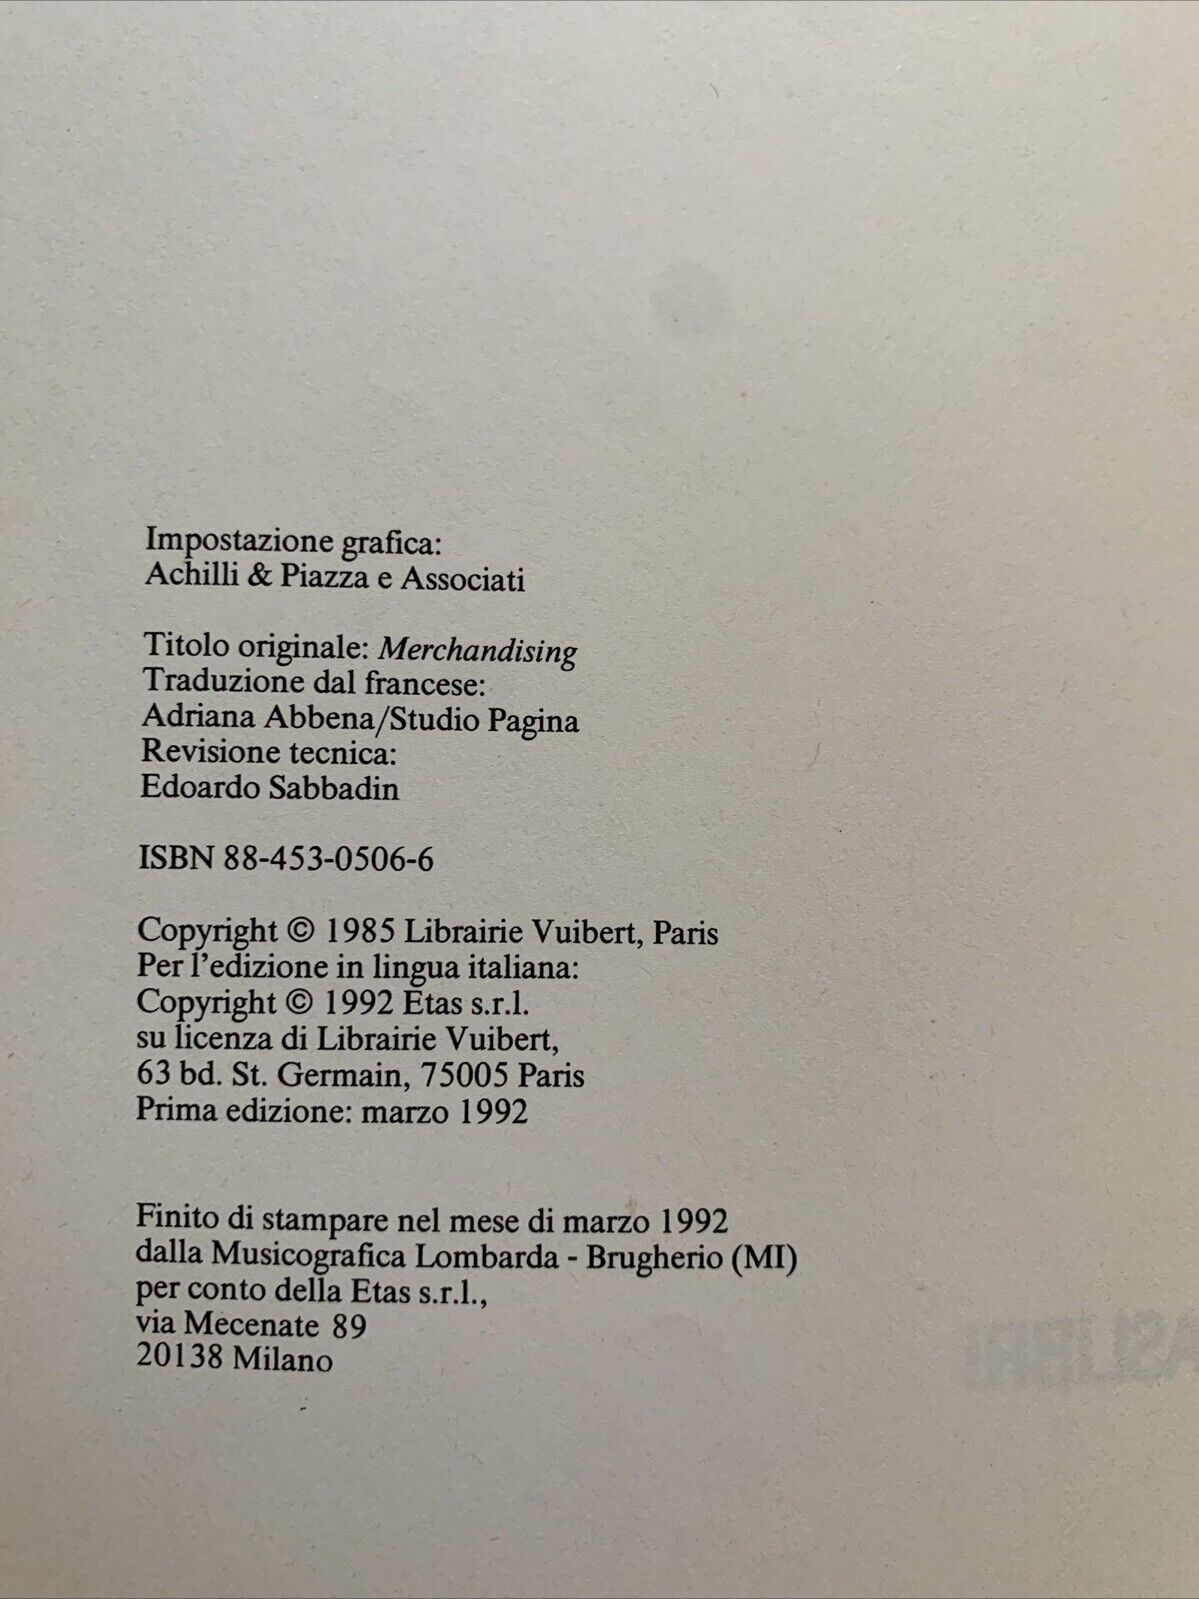 Impostazione grafica:
Achilli & Piazza e Associati
Titolo originale: Merchandising
Traduzione dal francese:
Adriana Abbena/Studio Pagina
Revisione tecnica:
Edoardo Sabbadin
ISBN 88-453-0506-6
Copyright © 1985 Librairie Vuibert, Paris
Per l'edizione in lingua italiana:
Copyright © 1992 Etas s.r.l.
su licenza di Librairie Vuibert,
63 bd. St. Germain, 75005 Paris
Prima edizione: marzo 1992
Finito di stampare nel mese di marzo 1992
dalla Musicografica Lombarda - Brugherio (MI)
per conto della Etas s.r.l.,
via Mecenate 89
20138 Milano